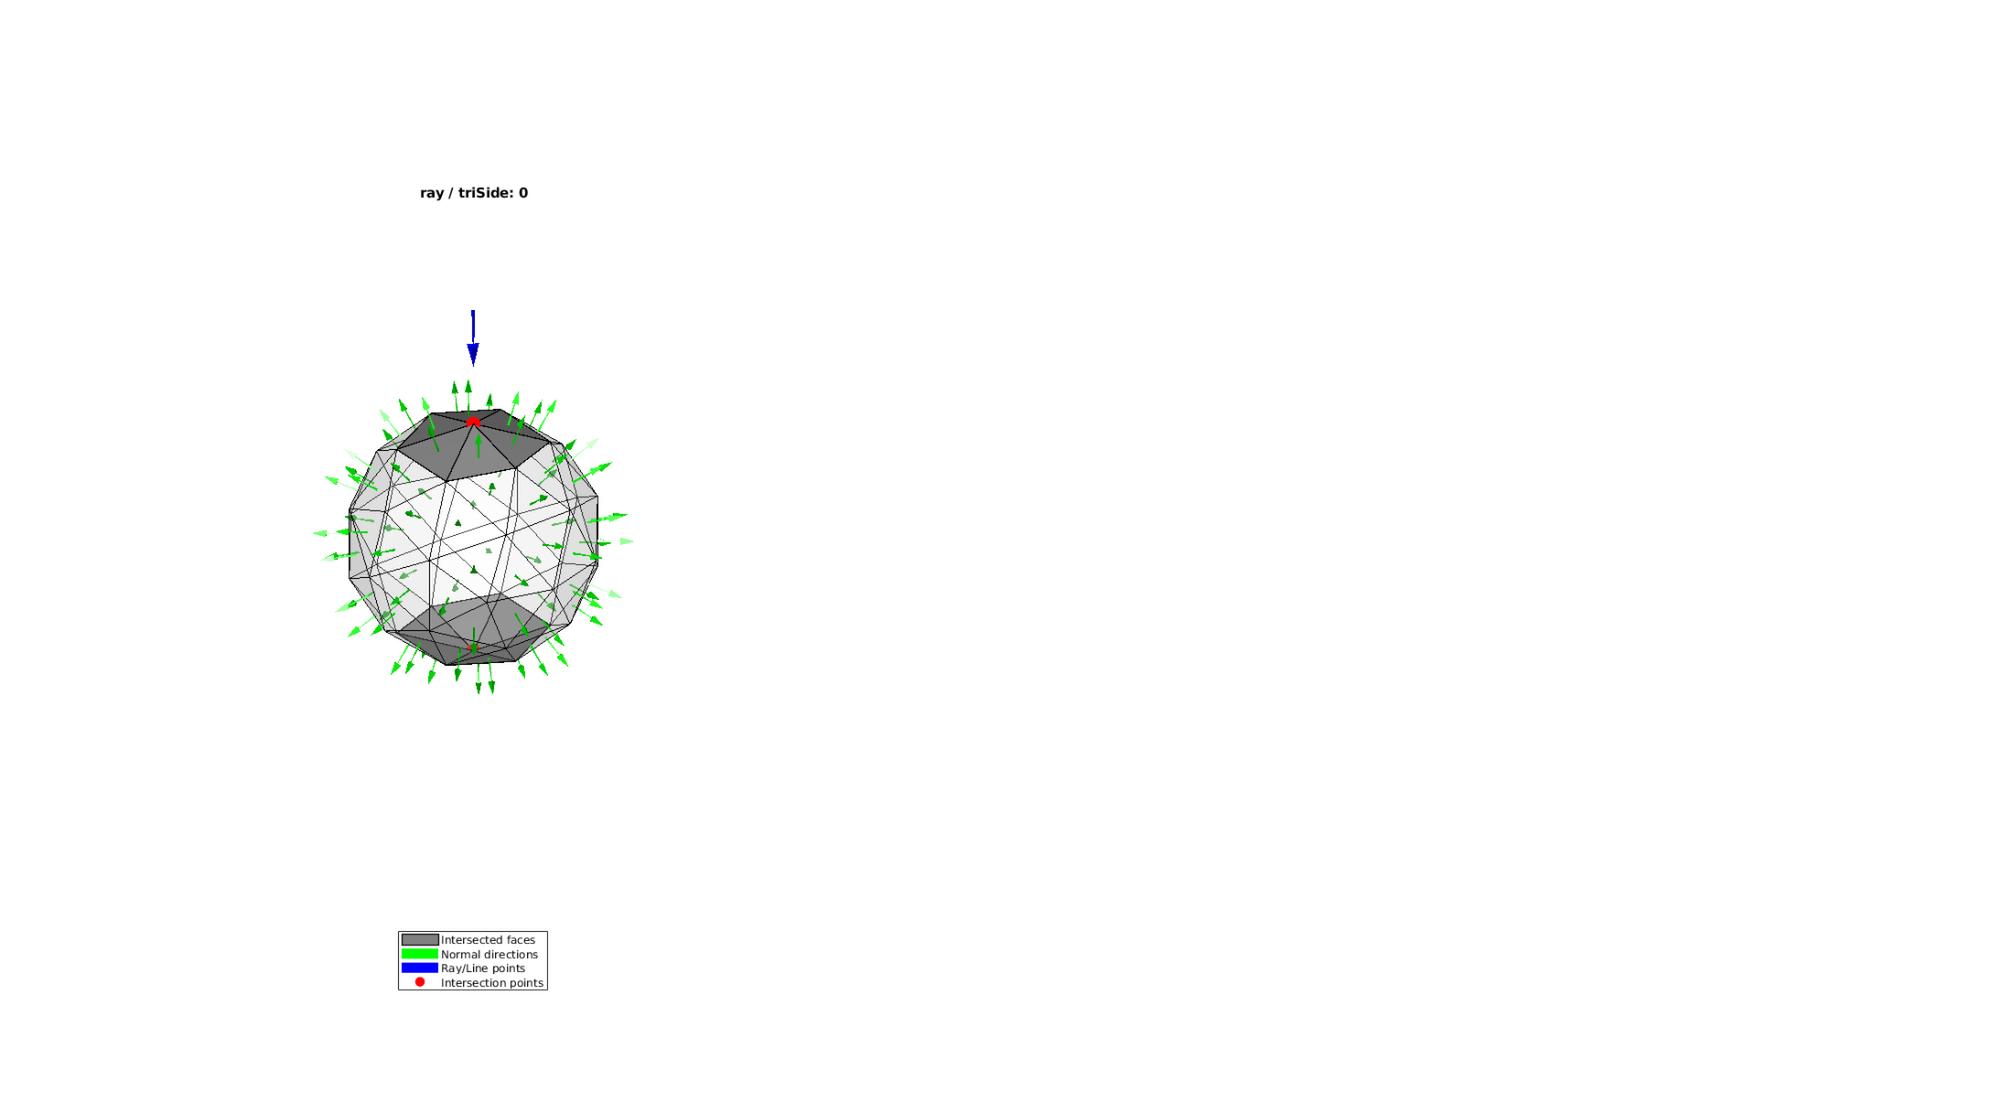 ray / triSide: 0
Intersected faces
Normal directions
Ray/Line points
Intersection points